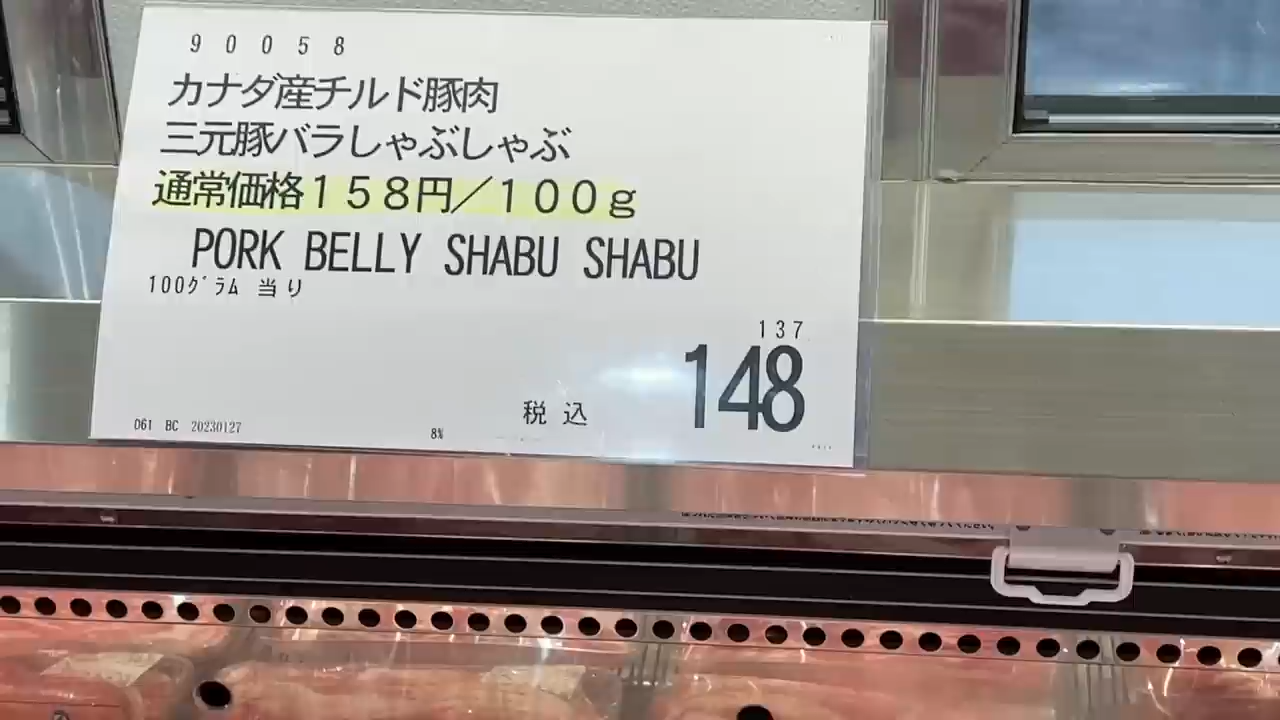 90058
カナダ産チルド豚肉
三元豚バラしゃぶしゃぶ
通常価格158円/100g
PORK BELLY SHABU SHABU
100グラム 当り
137
148
税込
061 BC 20230127
8%